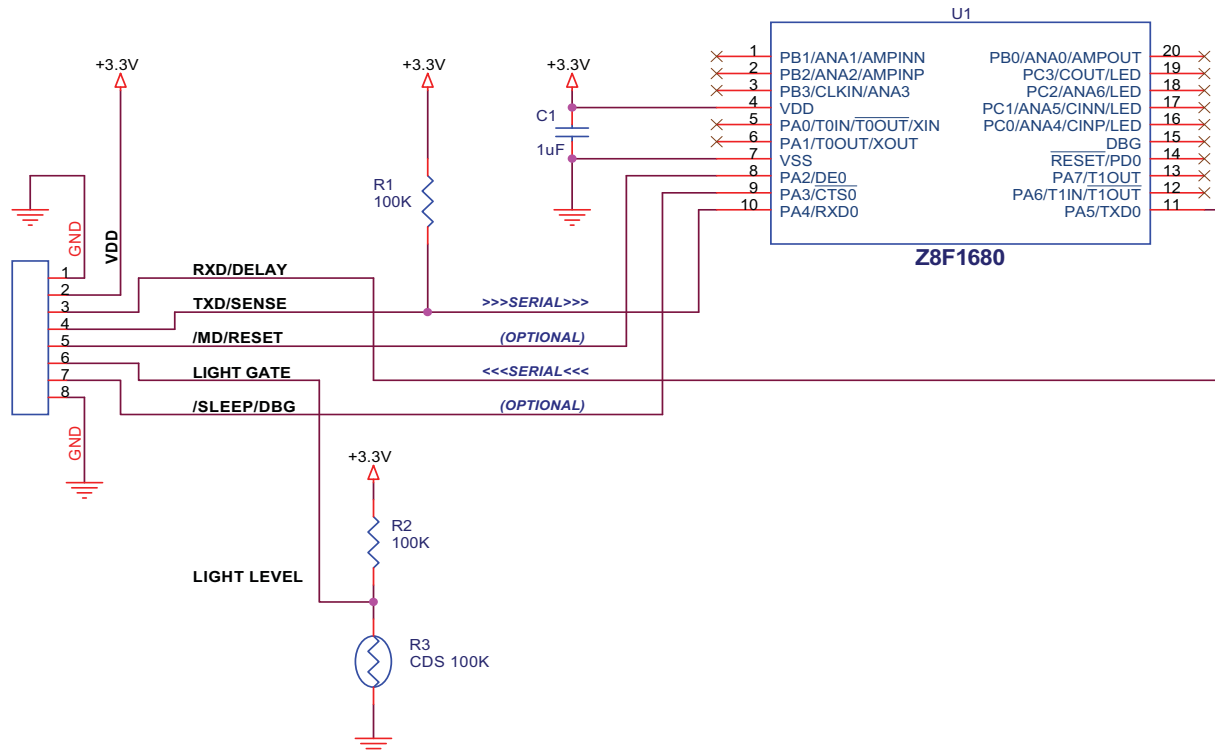 U1
1 PB1/ANA1/AMPINN PB0/ANA0/AMPOUT 20
2 PB2/ANA2/AMPINP PC3/COUT/LED 19
3 PB3/CLKIN/ANA3 PC2/ANA6/LED 18
4 VDD PC1/ANA5/CINN/LED 17
5 PA0/T0IN/T0OUT/XIN PC0/ANA4/CINP/LED 16
6 PA1/T0OUT/XOUT DBG 15
7 VSS RESET/PD0 14
8 PA2/DE0 PA7/T1OUT 13
9 PA3/CTS0 PA6/T1IN/T1OUT 12
10 PA4/RXD0 PA5/TXD0 11
Z8F1680
+3.3V
+3.3V
+3.3V
C1
1uF
R1
100K
GND
VDD
1
2
3
4
5
6
7
8
RXD/DELAY
TXD/SENSE >>>SERIAL>>>
/MD/RESET (OPTIONAL)
LIGHT GATE <<<SERIAL<<<
/SLEEP/DBG (OPTIONAL)
GND
+3.3V
R2
100K
LIGHT LEVEL
R3
CDS 100K